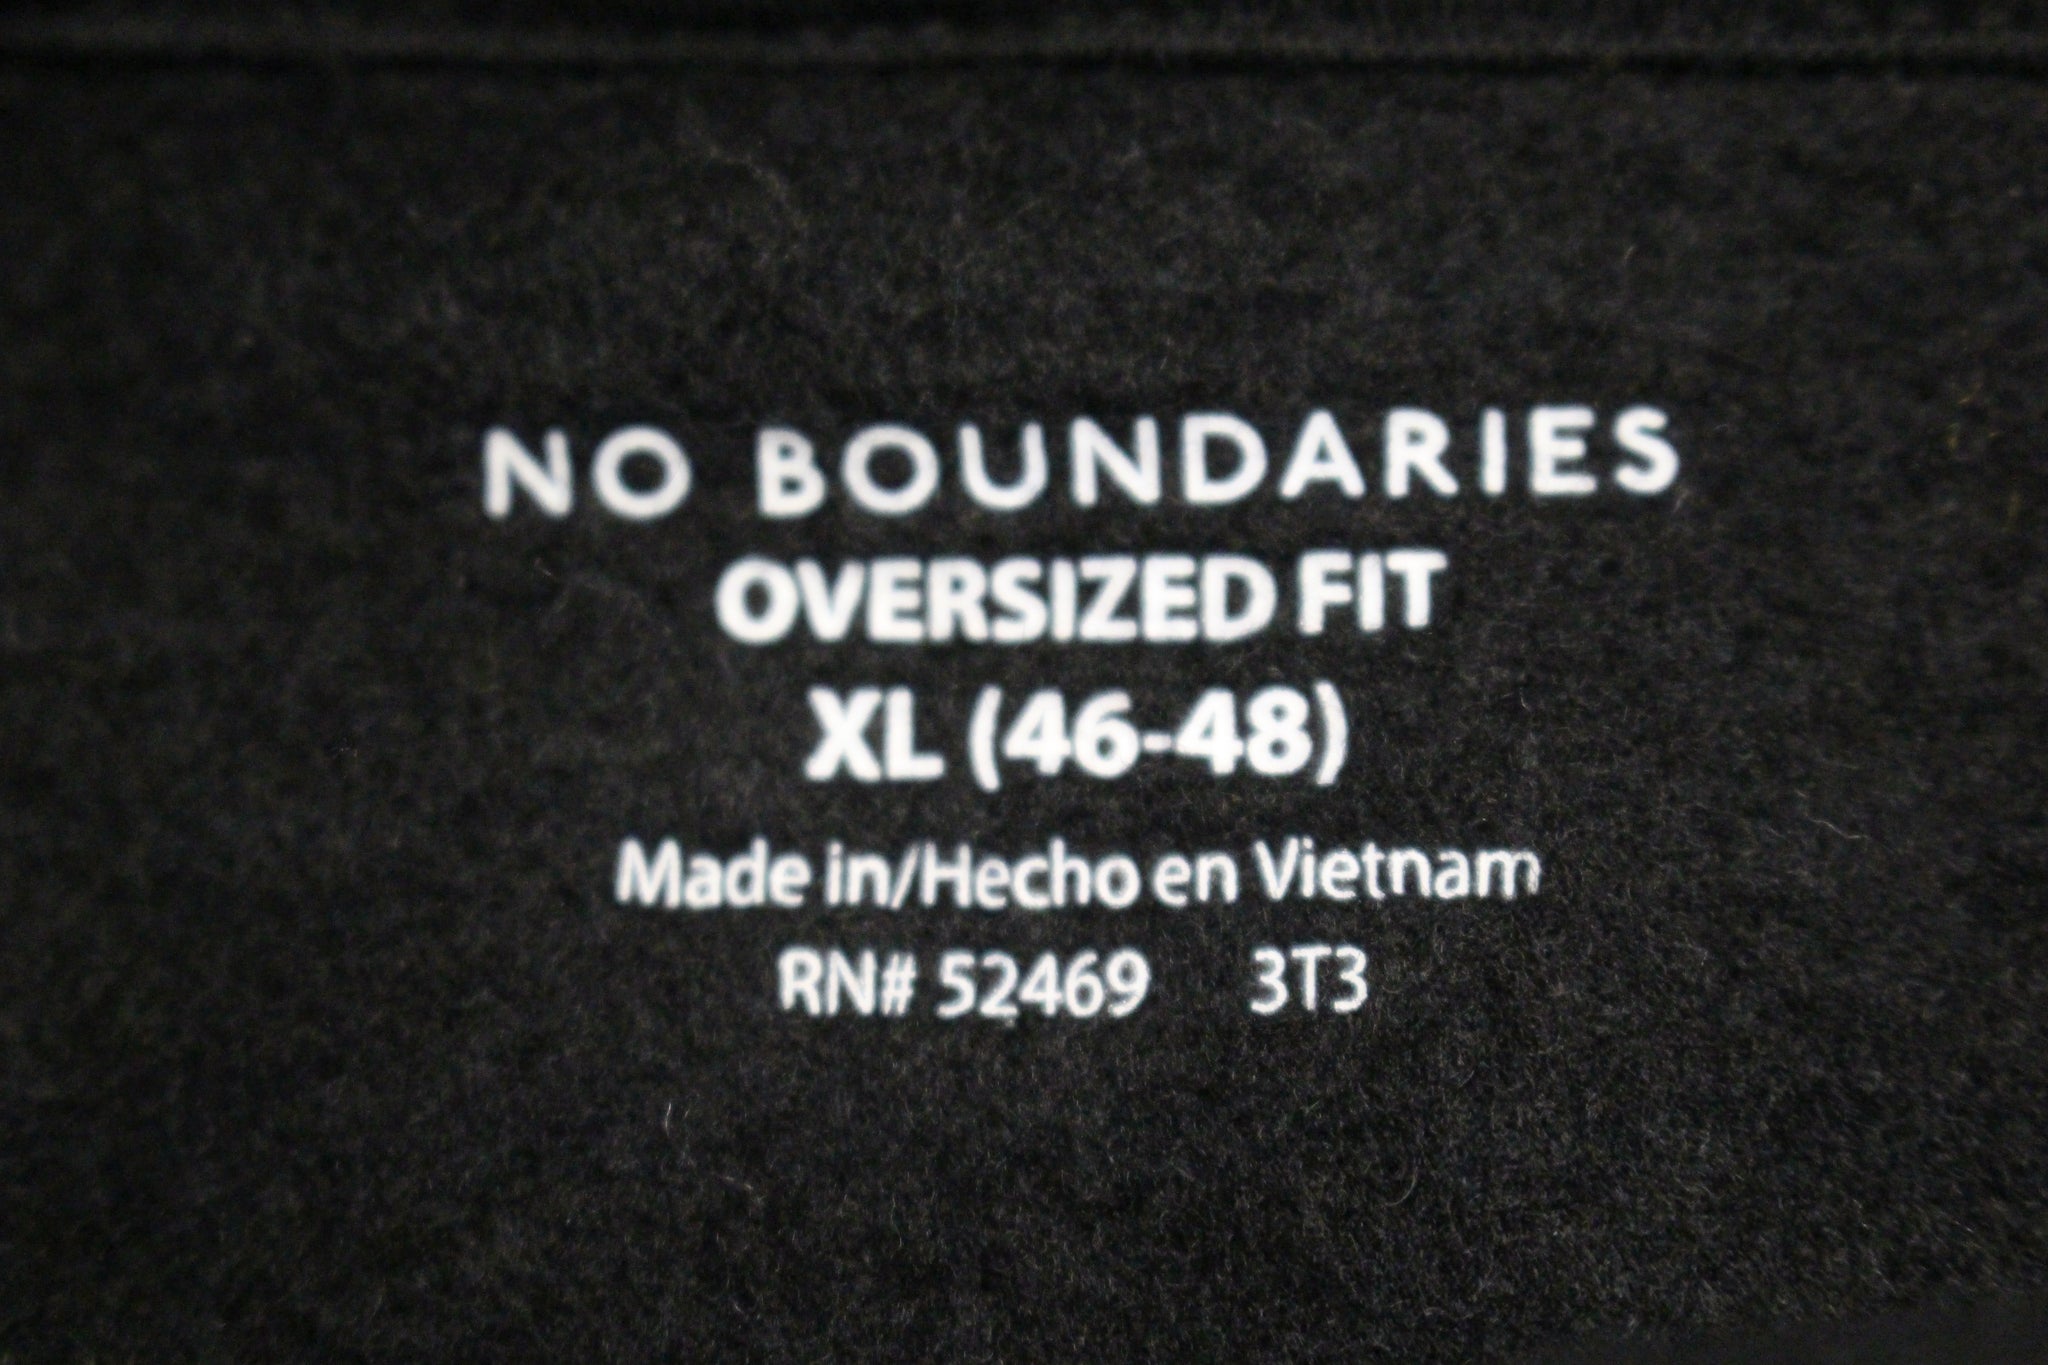 NO BOUNDARIES
OVERSIZED FIT
XL (46-48)
Made in/Hecho en Vietnam
RN# 52469 3T3